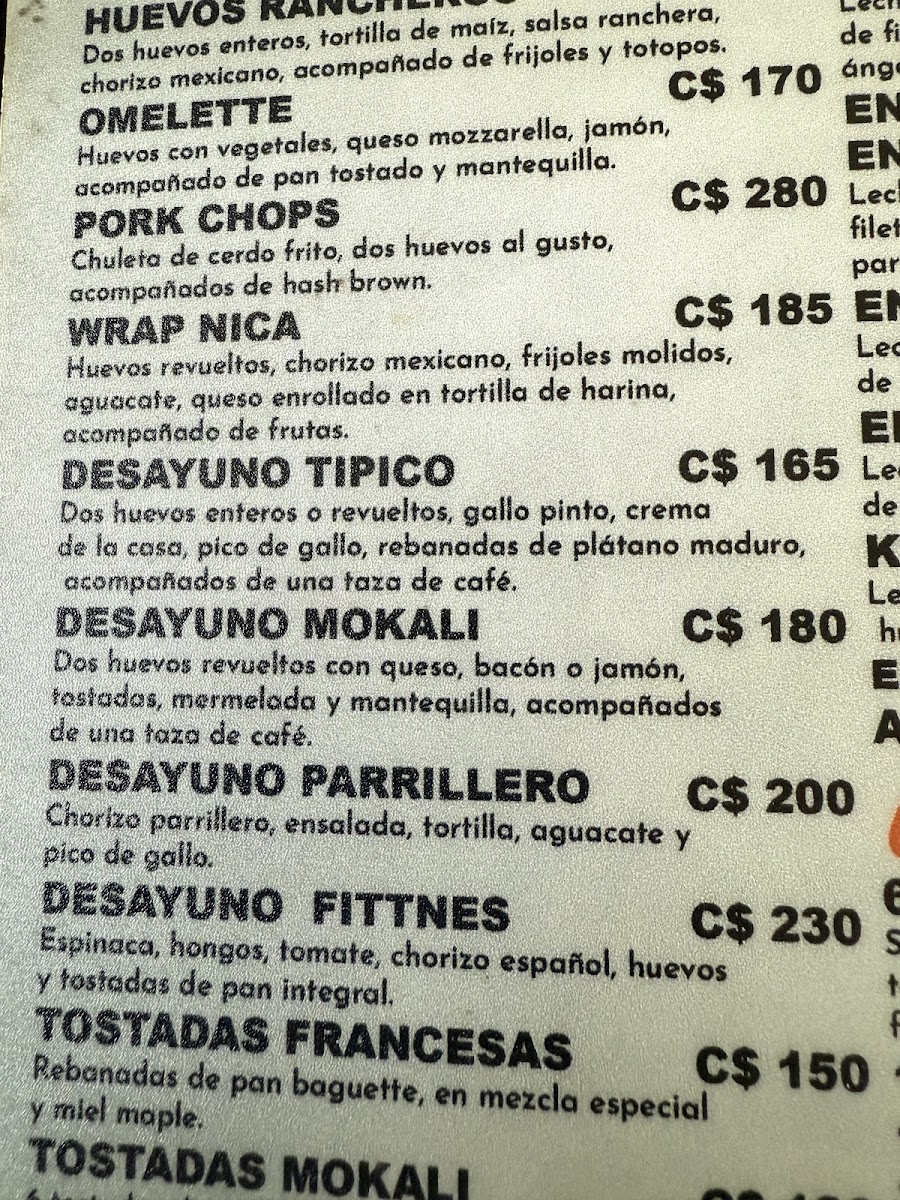 HUEVOS RANCHEROS
Dos huevos enteros, tortilla de maíz, salsa ranchera,
chorizo mexicano, acompañado de frijoles y totopos.
OMELETTE C$ 170
Huevos con vegetales, queso mozzarella, jamón,
acompañado de pan tostado y mantequilla.
PORK CHOPS C$ 280
Chuleta de cerdo frito, dos huevos al gusto,
acompañados de hash brown.
WRAP NICA C$ 185
Huevos revueltos, chorizo mexicano, frijoles molidos,
aguacate, queso enrollado en tortilla de harina,
acompañado de frutas.
DESAYUNO TIPICO C$ 165
Dos huevos enteros o revueltos, gallo pinto, crema
de la casa, pico de gallo, rebanadas de plátano maduro,
acompañados de una taza de café.
DESAYUNO MOKALI C$ 180
Dos huevos revueltos con queso, bacón o jamón,
tostadas, mermelada y mantequilla, acompañados
de una taza de café.
DESAYUNO PARRILLERO C$ 200
Chorizo parrillero, ensalada, tortilla, aguacate y
pico de gallo.
DESAYUNO FITTNES C$ 230
Espinaca, hongos, tomate, chorizo español, huevos
y tostadas de pan integral.
TOSTADAS FRANCESAS C$ 150
Rebanadas de pan baguette, en mezcla especial
y miel maple.
TOSTADAS MOKALI
de
de
de